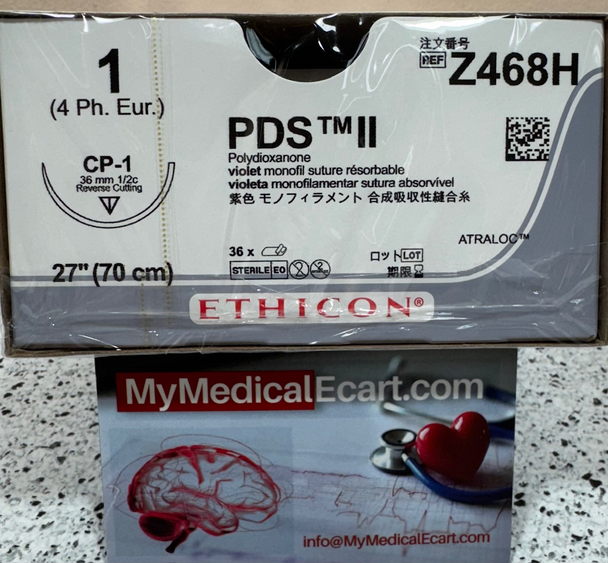 1
(4 Ph. Eur.)
CP-1
36 mm 1/2c
Reverse Cutting
27" (70 cm)
注文番号
REF Z468H
PDS™II
Polydioxanone
violet monofil suture résorbable
violeta monofilamentar sutura absorvível
紫色 モノフィラメント 合成吸収性縫合糸
ATRALOC™
36 x
STERILE EO
ロット LOT
期限
ETHICON®
MyMedicalEcart.com
info@MyMedicalEcart.com